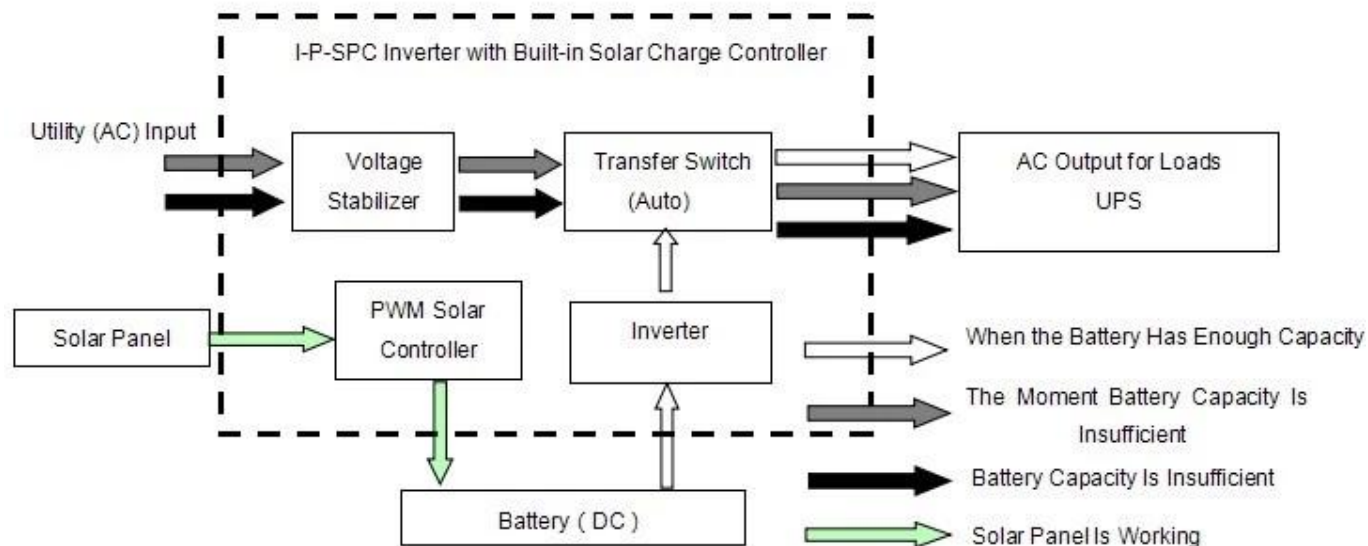 I-P-SPC Inverter with Built-in Solar Charge Controller
Utility (AC) Input
Voltage
Stabilizer
Transfer Switch
(Auto)
AC Output for Loads
UPS
Solar Panel
PWM Solar
Controller
Inverter
Battery ( DC )
When the Battery Has Enough Capacity
The Moment Battery Capacity Is
Insufficient
Battery Capacity Is Insufficient
Solar Panel Is Working